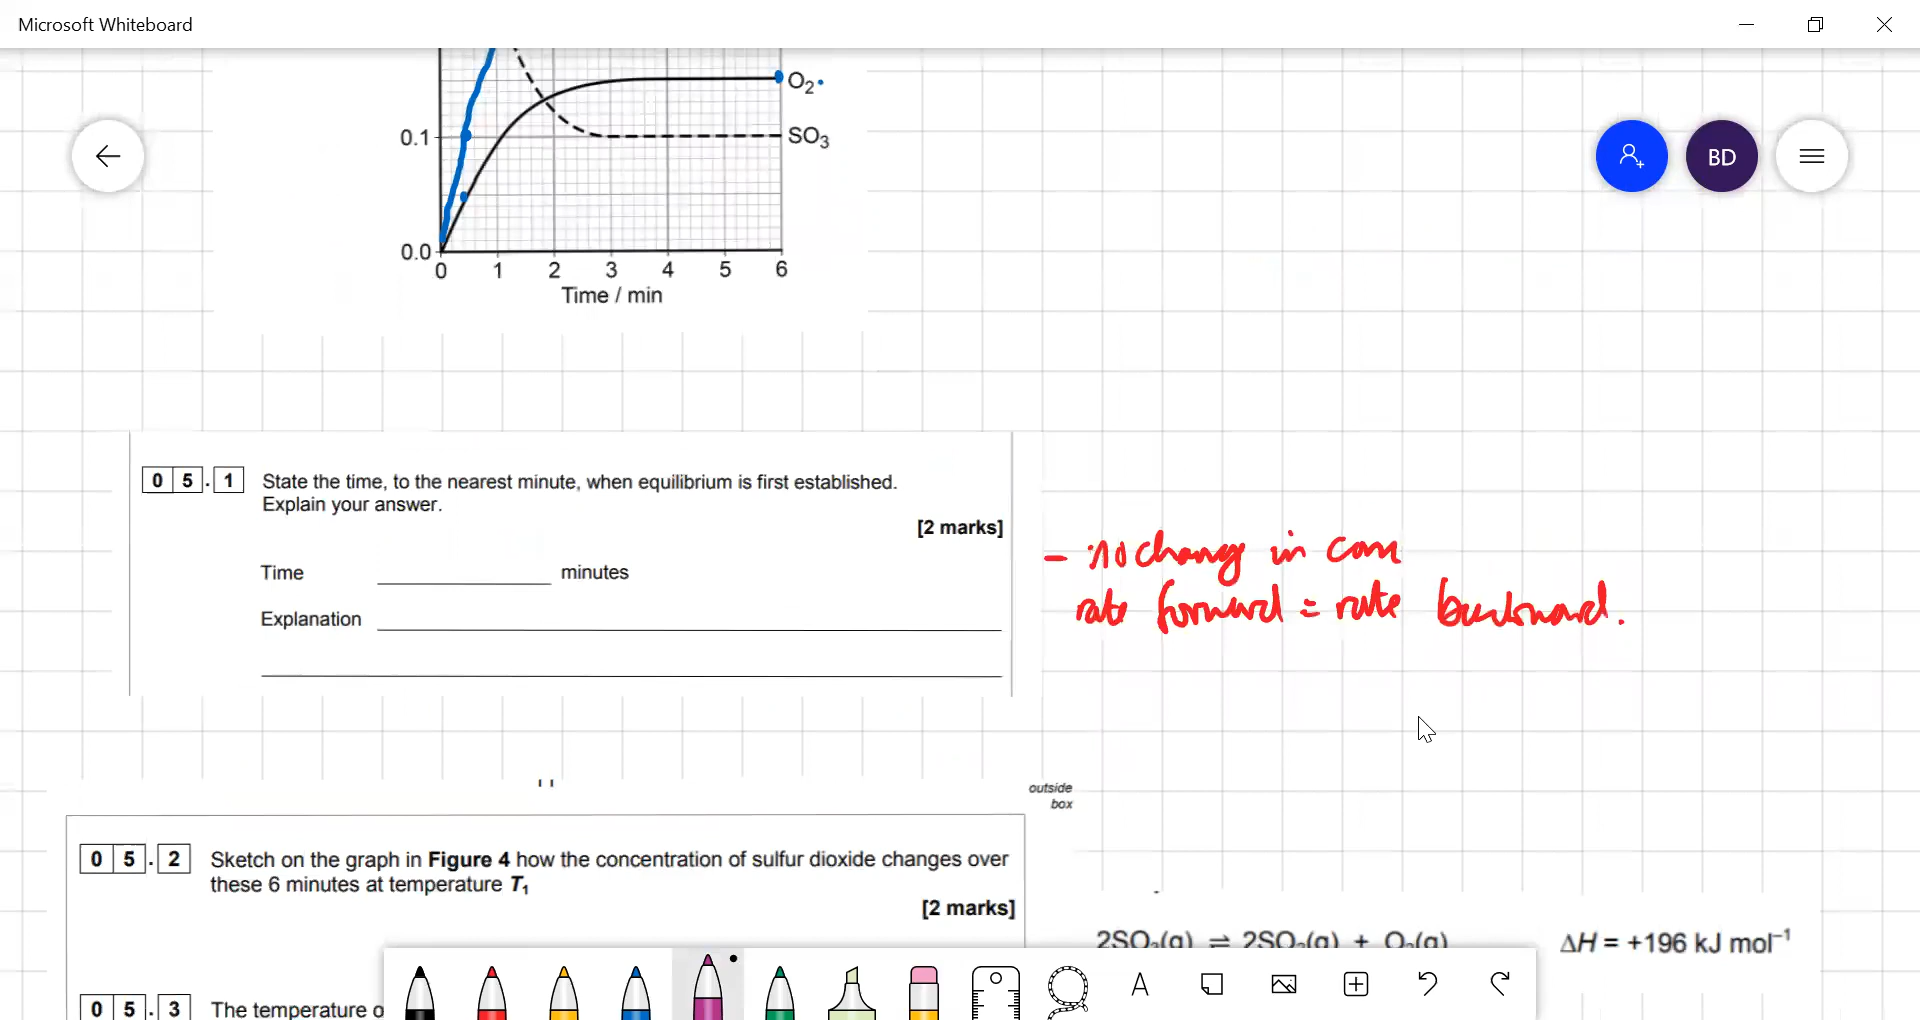 Microsoft Whiteboard
O2
0.1
SO3
0.0
0 1 2 3 4 5 6
Time / min
BD
0 5 . 1 State the time, to the nearest minute, when equilibrium is first established.
Explain your answer.
[2 marks]
Time minutes
Explanation
- no change in conc
rate forward = rate backward.
outside
box
0 5 . 2 Sketch on the graph in Figure 4 how the concentration of sulfur dioxide changes over
these 6 minutes at temperature T1
[2 marks]
2SO3(g) ⇌ 2SO2(g) + O2(g) ΔH = +196 kJ mol−1
0 5 . 3 The temperature o
A